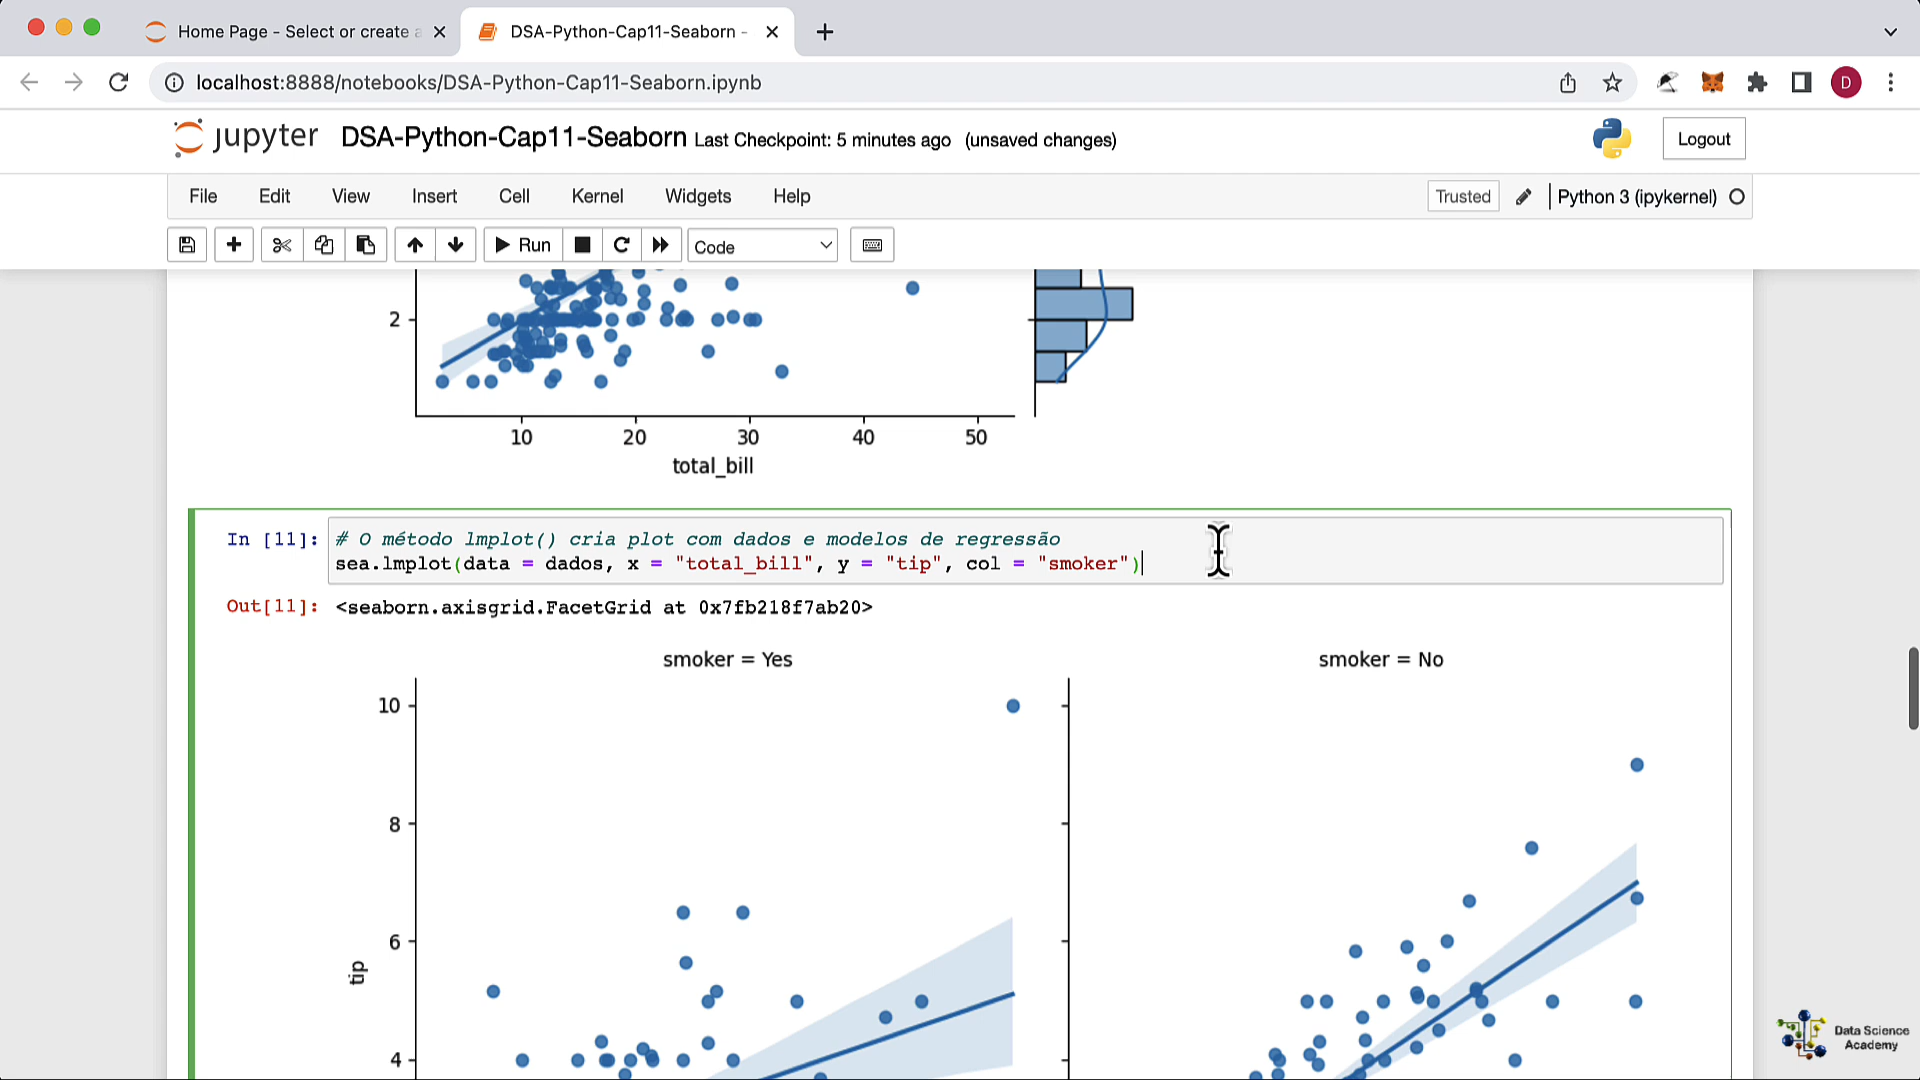 Home Page - Select or create a
DSA-Python-Cap11-Seaborn -
localhost:8888/notebooks/DSA-Python-Cap11-Seaborn.ipynb
D
jupyter DSA-Python-Cap11-Seaborn Last Checkpoint: 5 minutes ago (unsaved changes)
Logout
File Edit View Insert Cell Kernel Widgets Help
Trusted
Python 3 (ipykernel)
Run
Code
2
10 20 30 40 50
total_bill
In [11]: # O método lmplot() cria plot com dados e modelos de regressão
sea.lmplot(data = dados, x = "total_bill", y = "tip", col = "smoker")
Out[11]: <seaborn.axisgrid.FacetGrid at 0x7fb218f7ab20>
smoker = Yes
smoker = No
10
8
6
tip
4
Data Science
Academy